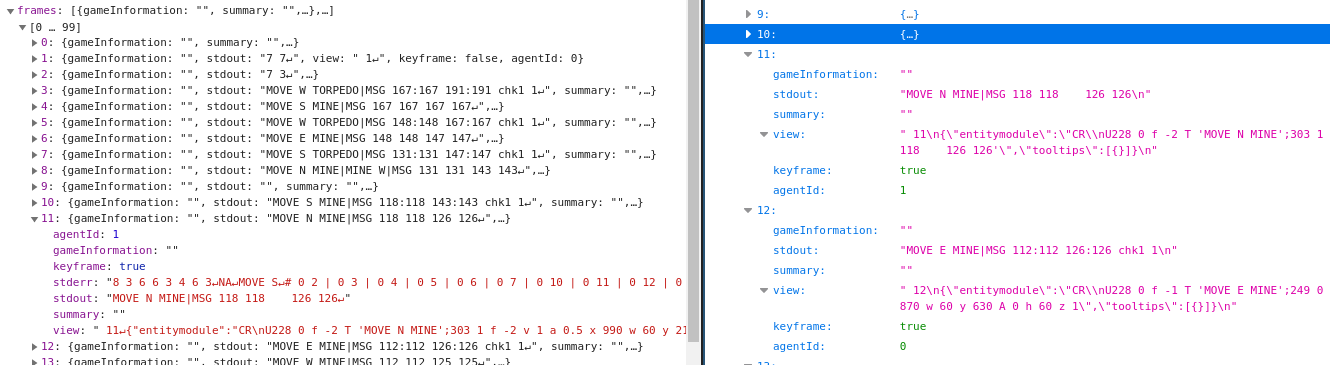 frames: [{gameInformation: "", summary: "",…},…]
[0 … 99]
0: {gameInformation: "", summary: "",…}
1: {gameInformation: "", stdout: "7 7↵", view: " 1↵", keyframe: false, agentId: 0}
2: {gameInformation: "", stdout: "7 3↵",…}
3: {gameInformation: "", stdout: "MOVE W TORPEDO|MSG 167:167 191:191 chk1 1↵", summary: "",…}
4: {gameInformation: "", stdout: "MOVE S MINE|MSG 167 167 167 167↵",…}
5: {gameInformation: "", stdout: "MOVE W TORPEDO|MSG 148:148 167:167 chk1 1↵", summary: "",…}
6: {gameInformation: "", stdout: "MOVE E MINE|MSG 148 148 147 147↵",…}
7: {gameInformation: "", stdout: "MOVE S TORPEDO|MSG 131:131 147:147 chk1 1↵", summary: "",…}
8: {gameInformation: "", stdout: "MOVE N MINE|MINE W|MSG 131 131 143 143↵",…}
9: {gameInformation: "", stdout: "", summary: "",…}
10: {gameInformation: "", stdout: "MOVE S MINE|MSG 118:118 143:143 chk1 1↵", summary: "",…}
11: {gameInformation: "", stdout: "MOVE N MINE|MSG 118 118 126 126↵",…}
agentId: 1
gameInformation: ""
keyframe: true
stderr: "8 3 6 6 3 4 6 3↵NA↵MOVE S↵# 0 2 | 0 3 | 0 4 | 0 5 | 0 6 | 0 7 | 0 10 | 0 11 | 0 12 | 0
stdout: "MOVE N MINE|MSG 118 118    126 126↵"
summary: ""
view: " 11↵{"entitymodule":"CR\nU228 0 f -2 T 'MOVE N MINE';303 1 f -2 v 1 a 0.5 x 990 w 60 y 21
12: {gameInformation: "", stdout: "MOVE E MINE|MSG 112:112 126:126 chk1 1↵", summary: "",…}
13: {gameInformation: "", stdout: "MOVE W MINE|MSG 112 112 125 125↵",…}
9: {…}
10: {…}
11:
gameInformation: ""
stdout: "MOVE N MINE|MSG 118 118    126 126\n"
summary: ""
view: " 11\n{\"entitymodule\":\"CR\\nU228 0 f -2 T 'MOVE N MINE';303 1
118    126 126'\",\"tooltips\":[{}]}\n"
keyframe: true
agentId: 1
12:
gameInformation: ""
stdout: "MOVE E MINE|MSG 112:112 126:126 chk1 1\n"
summary: ""
view: " 12\n{\"entitymodule\":\"CR\\nU228 0 f -1 T 'MOVE E MINE';249 0
870 w 60 y 630 A 0 h 60 z 1\",\"tooltips\":[{}]}\n"
keyframe: true
agentId: 0